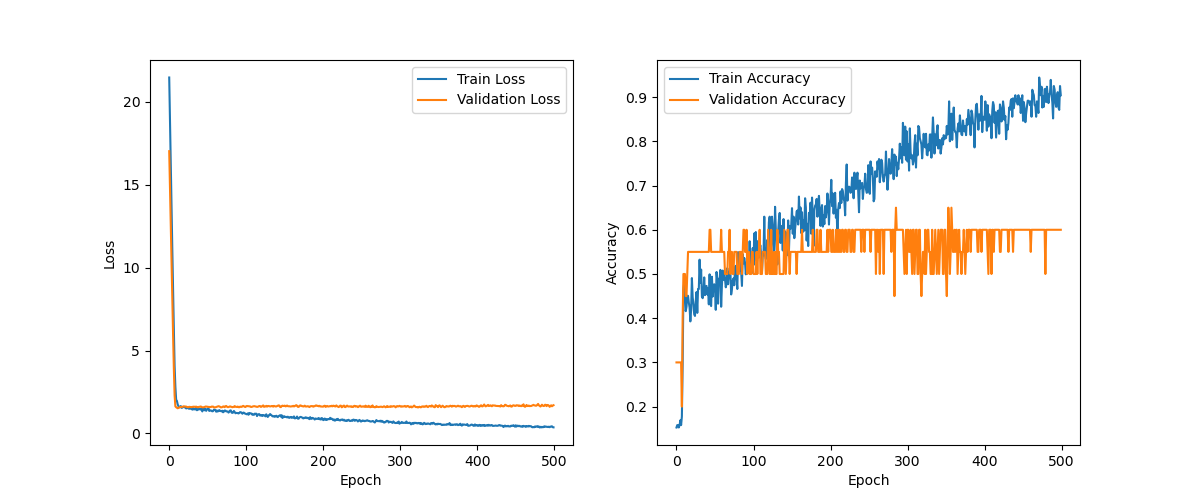 Train Loss
Validation Loss
20
15
10
5
0
Loss
0 100 200 300 400 500
Epoch
Train Accuracy
Validation Accuracy
0.9
0.8
0.7
0.6
0.5
0.4
0.3
0.2
Accuracy
0 100 200 300 400 500
Epoch